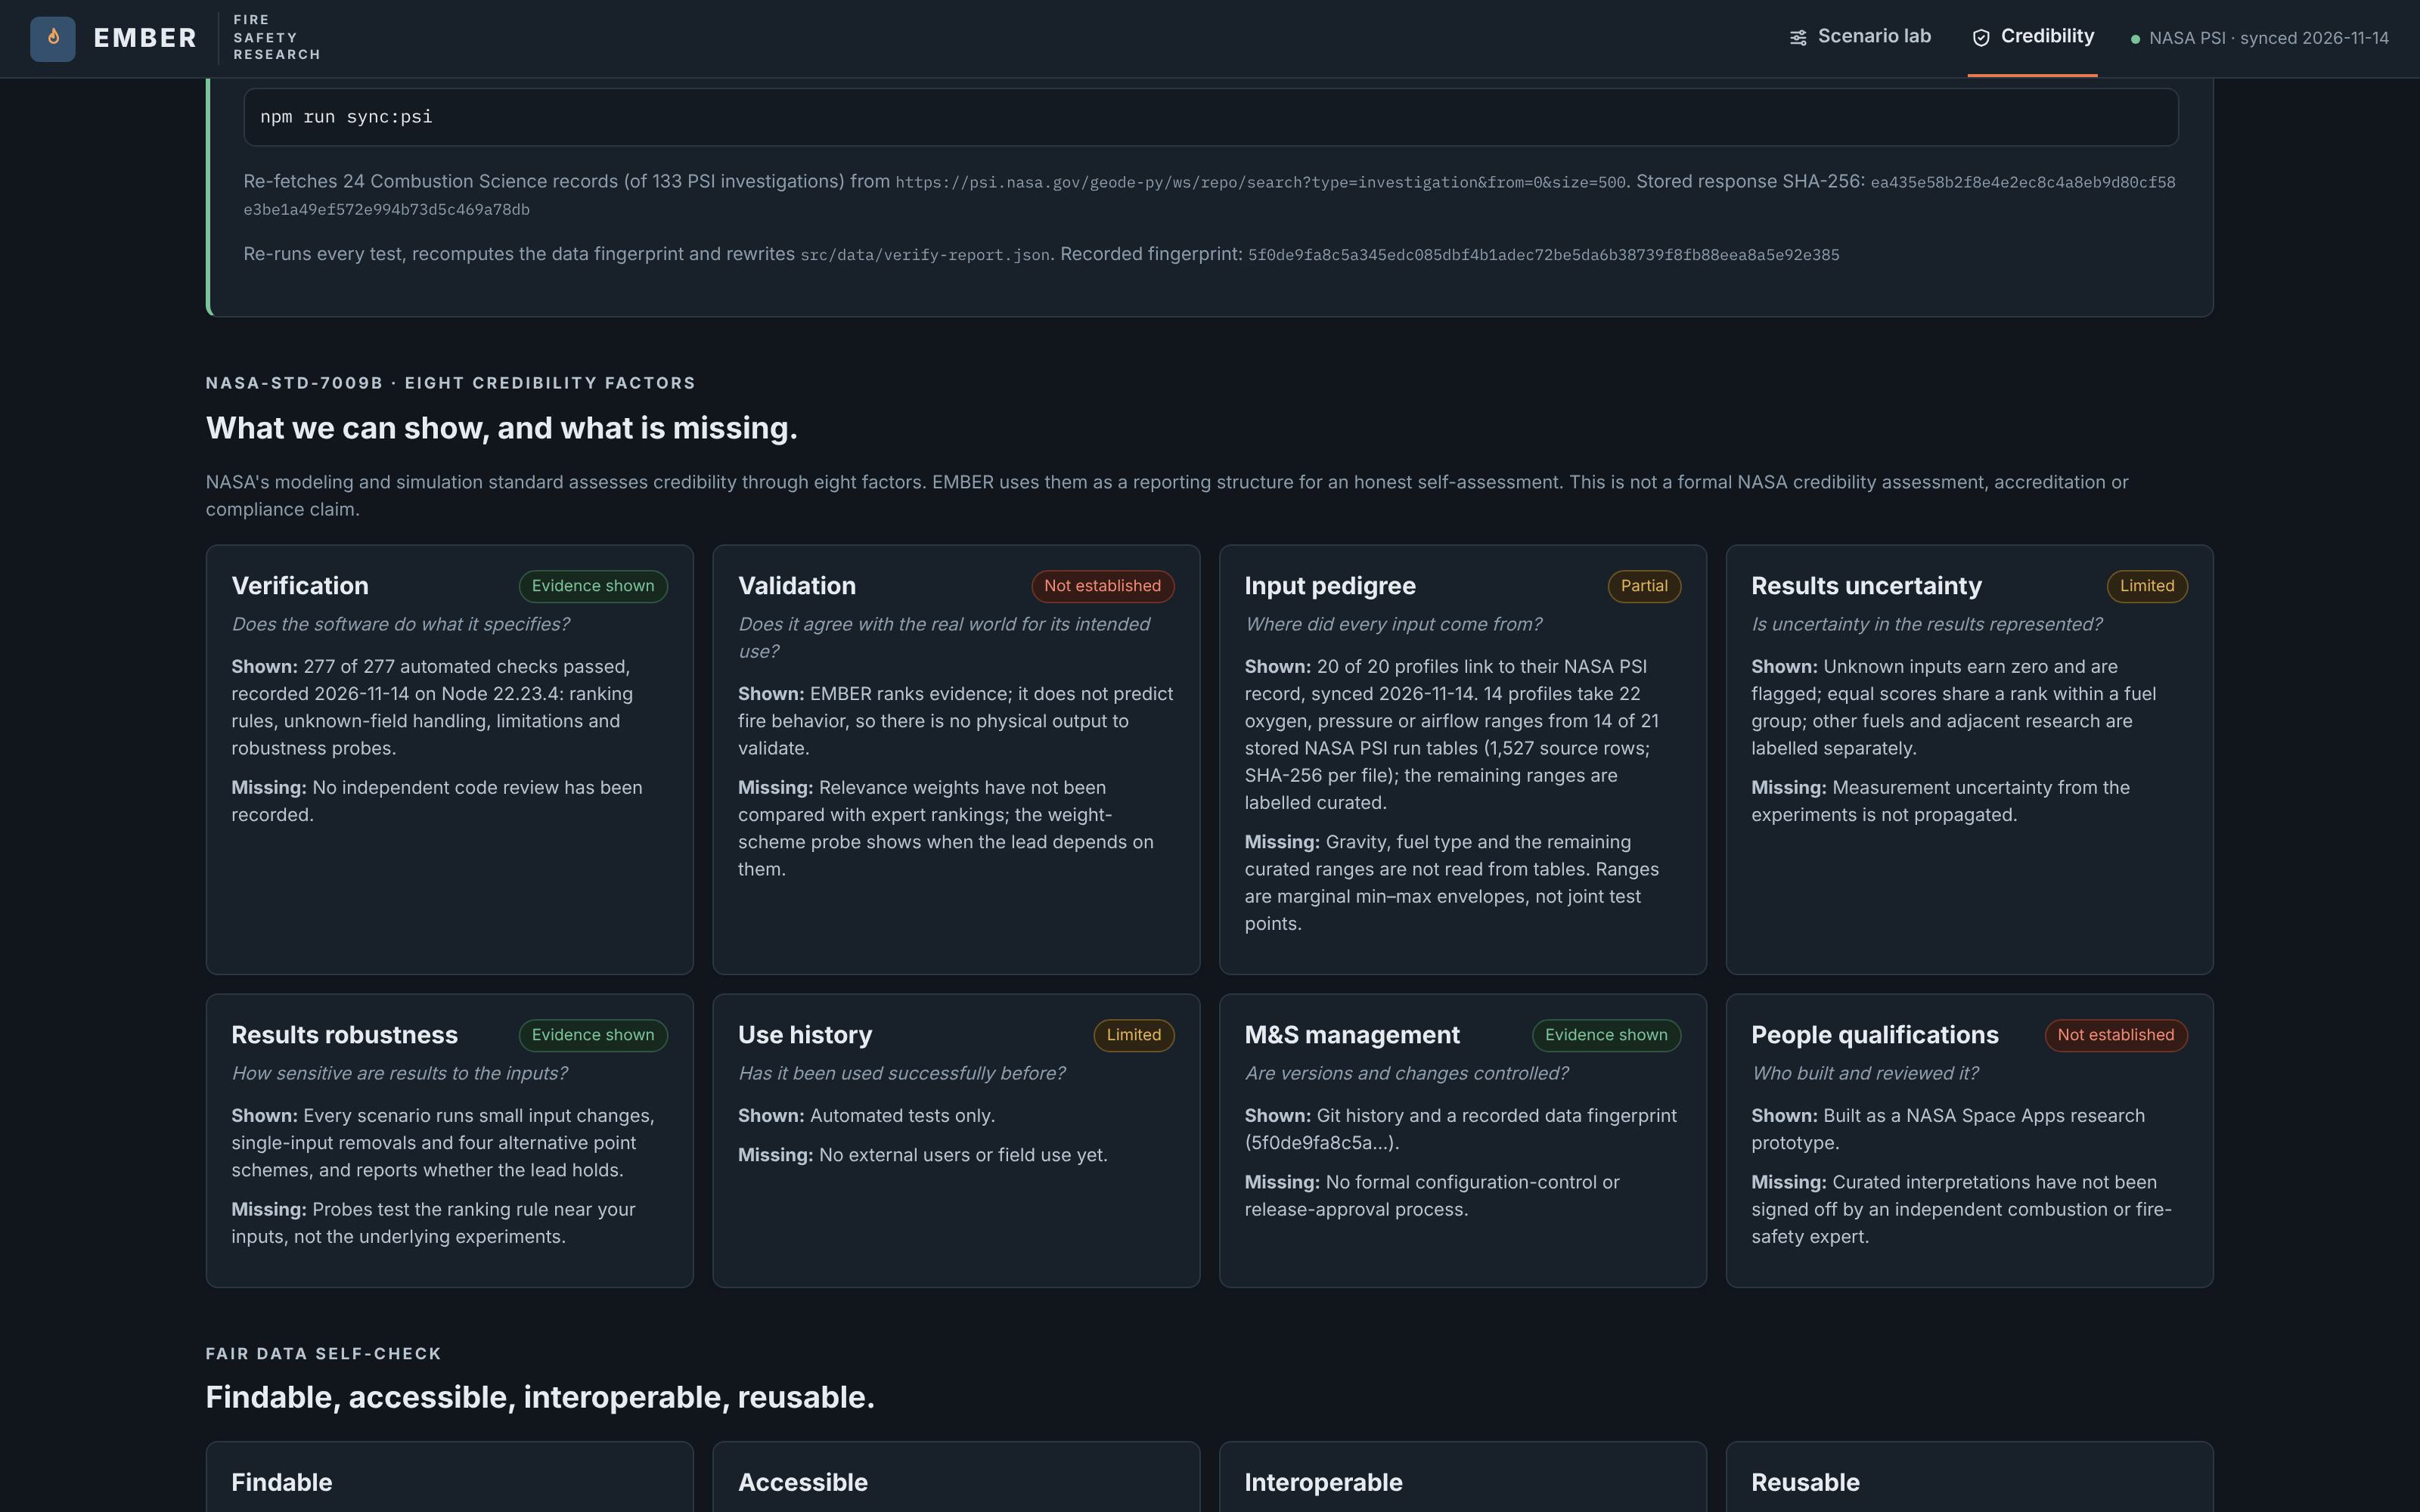 EMBER
FIRE
SAFETY
RESEARCH
Scenario lab
Credibility
NASA PSI · synced 2026-11-14
npm run sync:psi
Re-fetches 24 Combustion Science records (of 133 PSI investigations) from https://psi.nasa.gov/geode-py/ws/repo/search?type=investigation&from=0&size=500. Stored response SHA-256: ea435e58b2f8e4e2ec8c4a8eb9d80cf58
e3be1a49ef572e994b73d5c469a78db
Re-runs every test, recomputes the data fingerprint and rewrites src/data/verify-report.json. Recorded fingerprint: 5f0de9fa8c5a345edc085dbf4b1adec72be5da6b38739f8fb88eea8a5e92e385
NASA-STD-7009B · EIGHT CREDIBILITY FACTORS
What we can show, and what is missing.
NASA's modeling and simulation standard assesses credibility through eight factors. EMBER uses them as a reporting structure for an honest self-assessment. This is not a formal NASA credibility assessment, accreditation or
compliance claim.
Verification
Evidence shown
Does the software do what it specifies?
Shown: 277 of 277 automated checks passed,
recorded 2026-11-14 on Node 22.23.4: ranking
rules, unknown-field handling, limitations and
robustness probes.
Missing: No independent code review has been
recorded.
Validation
Not established
Does it agree with the real world for its intended
use?
Shown: EMBER ranks evidence; it does not predict
fire behavior, so there is no physical output to
validate.
Missing: Relevance weights have not been
compared with expert rankings; the weight-
scheme probe shows when the lead depends on
them.
Input pedigree
Partial
Where did every input come from?
Shown: 20 of 20 profiles link to their NASA PSI
record, synced 2026-11-14. 14 profiles take 22
oxygen, pressure or airflow ranges from 14 of 21
stored NASA PSI run tables (1,527 source rows;
SHA-256 per file); the remaining ranges are
labelled curated.
Missing: Gravity, fuel type and the remaining
curated ranges are not read from tables. Ranges
are marginal min–max envelopes, not joint test
points.
Results uncertainty
Limited
Is uncertainty in the results represented?
Shown: Unknown inputs earn zero and are
flagged; equal scores share a rank within a fuel
group; other fuels and adjacent research are
labelled separately.
Missing: Measurement uncertainty from the
experiments is not propagated.
Results robustness
Evidence shown
How sensitive are results to the inputs?
Shown: Every scenario runs small input changes,
single-input removals and four alternative point
schemes, and reports whether the lead holds.
Missing: Probes test the ranking rule near your
inputs, not the underlying experiments.
Use history
Limited
Has it been used successfully before?
Shown: Automated tests only.
Missing: No external users or field use yet.
M&S management
Evidence shown
Are versions and changes controlled?
Shown: Git history and a recorded data fingerprint
(5f0de9fa8c5a…).
Missing: No formal configuration-control or
release-approval process.
People qualifications
Not established
Who built and reviewed it?
Shown: Built as a NASA Space Apps research
prototype.
Missing: Curated interpretations have not been
signed off by an independent combustion or fire-
safety expert.
FAIR DATA SELF-CHECK
Findable, accessible, interoperable, reusable.
Findable
Accessible
Interoperable
Reusable